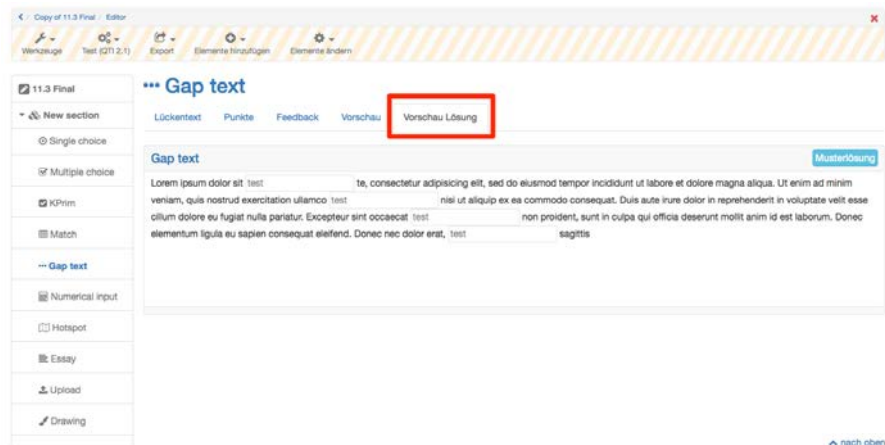 / Copy of 11.3 Final / Editor
Werkzeuge Test (QTI 2.1) Export Elemente hinzufügen Elemente ändern
11.3 Final
New section
Single choice
Multiple choice
KPrim
Match
Gap text
Numerical input
Hotspot
Essay
Upload
Drawing
Gap text
Lückentext Punkte Feedback Vorschau Vorschau Lösung
Gap text Musterlösung
Lorem ipsum dolor sit test te, consectetur adipisicing elit, sed do eiusmod tempor incididunt ut labore et dolore magna aliqua. Ut enim ad minim
veniam, quis nostrud exercitation ullamco test nisi ut aliquip ex ea commodo consequat. Duis aute irure dolor in reprehenderit in voluptate velit esse
cillum dolore eu fugiat nulla pariatur. Excepteur sint occaecat test non proident, sunt in culpa qui officia deserunt mollit anim id est laborum. Donec
elementum ligula eu sapien consequat eleifend. Donec nec dolor erat, test sagittis
nach oben